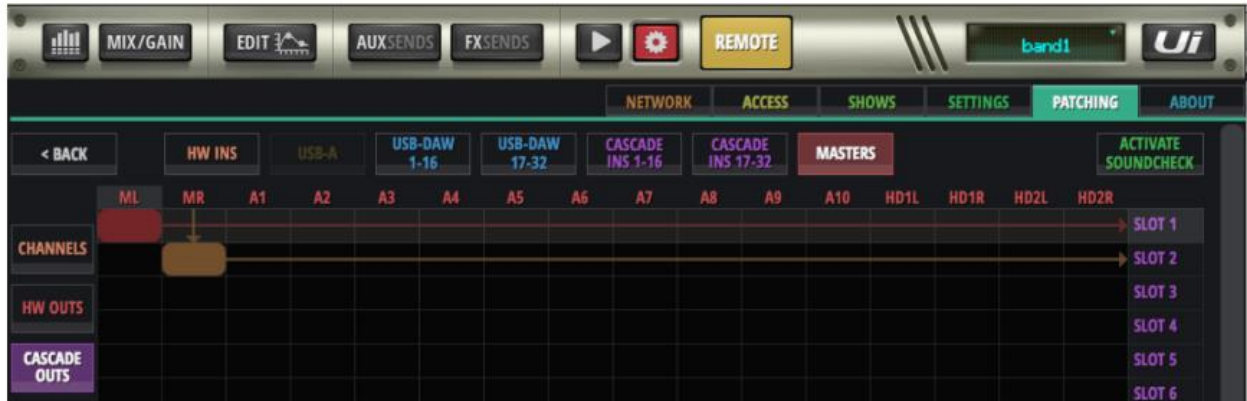 MIX/GAIN EDIT AUXSENDS FXSENDS REMOTE band1 Ui
NETWORK ACCESS SHOWS SETTINGS PATCHING ABOUT
< BACK HW INS USB-A USB-DAW 1-16 USB-DAW 17-32 CASCADE INS 1-16 CASCADE INS 17-32 MASTERS ACTIVATE SOUNDCHECK
ML MR A1 A2 A3 A4 A5 A6 A7 A8 A9 A10 HD1L HD1R HD2L HD2R
SLOT 1
CHANNELS SLOT 2
SLOT 3
HW OUTS
SLOT 4
CASCADE OUTS SLOT 5
SLOT 6